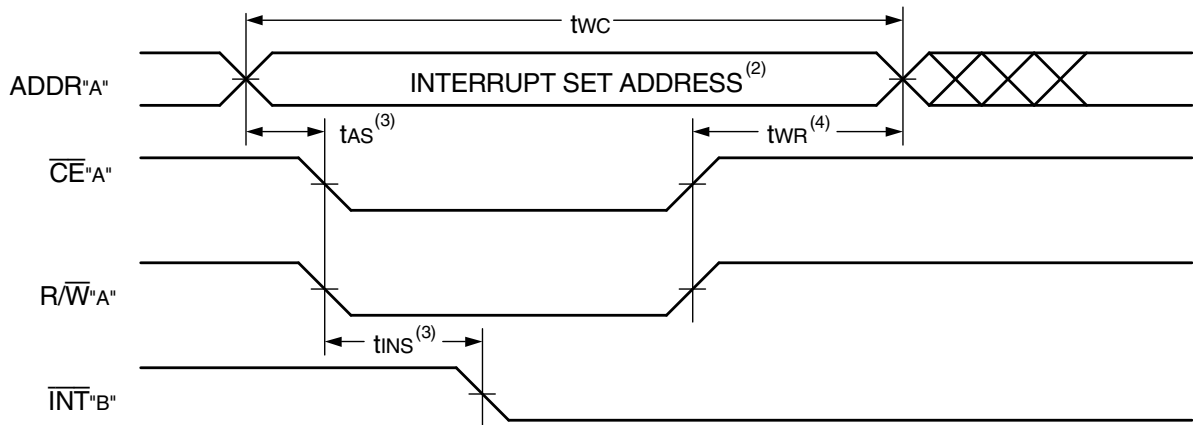 tWC
ADDR"A" INTERRUPT SET ADDRESS(2)
tAS(3) tWR(4)
CE"A"
R/W"A"
tINS(3)
INT"B"